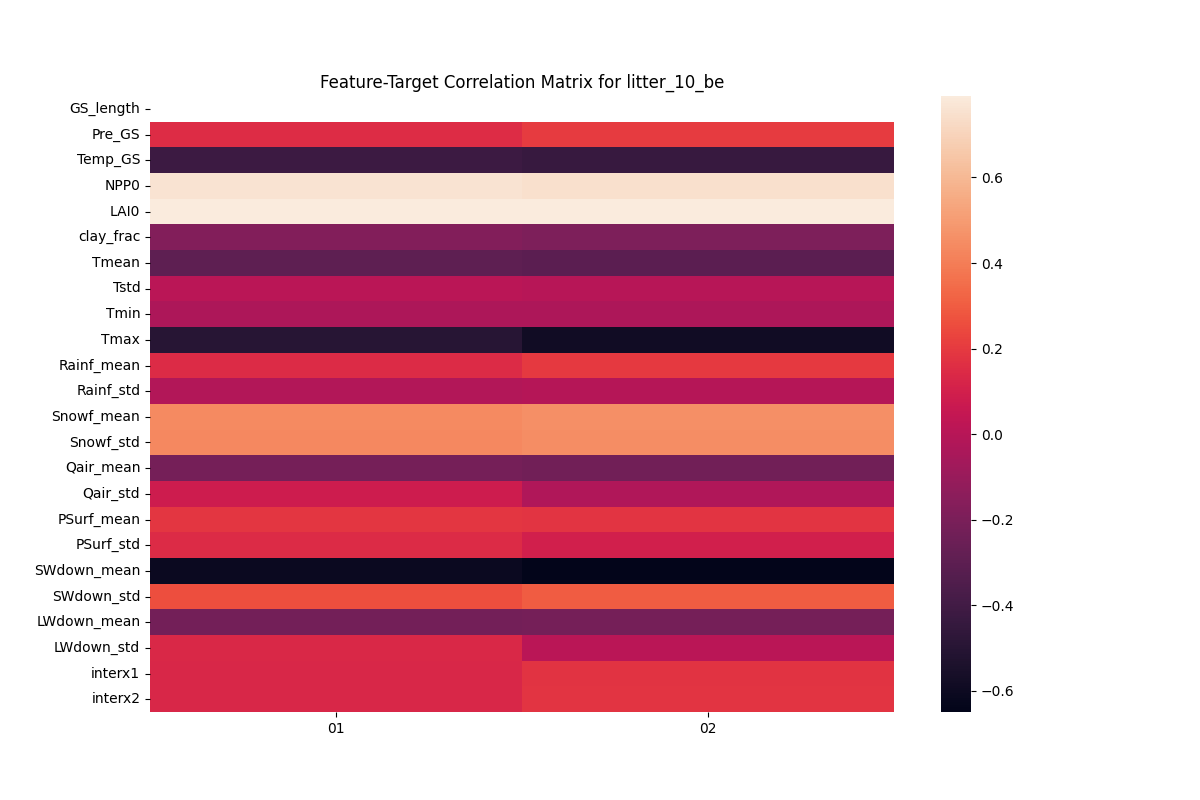 Feature-Target Correlation Matrix for litter_10_be
GS_length
Pre_GS
Temp_GS
NPP0
LAI0
clay_frac
Tmean
Tstd
Tmin
Tmax
Rainf_mean
Rainf_std
Snowf_mean
Snowf_std
Qair_mean
Qair_std
PSurf_mean
PSurf_std
SWdown_mean
SWdown_std
LWdown_mean
LWdown_std
interx1
interx2
01 02
0.6
0.4
0.2
0.0
−0.2
−0.4
−0.6